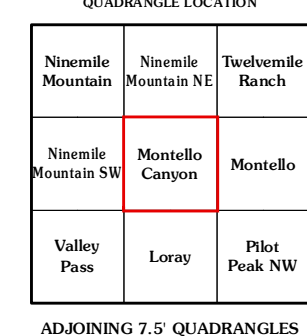 QUADRANGLE LOCATION
Ninemile Ninemile Twelvemile
Mountain Mountain NE Ranch
Ninemile Montello Montello
Mountain SW Canyon
Valley Loray Pilot
Pass Peak NW
ADJOINING 7.5' QUADRANGLES